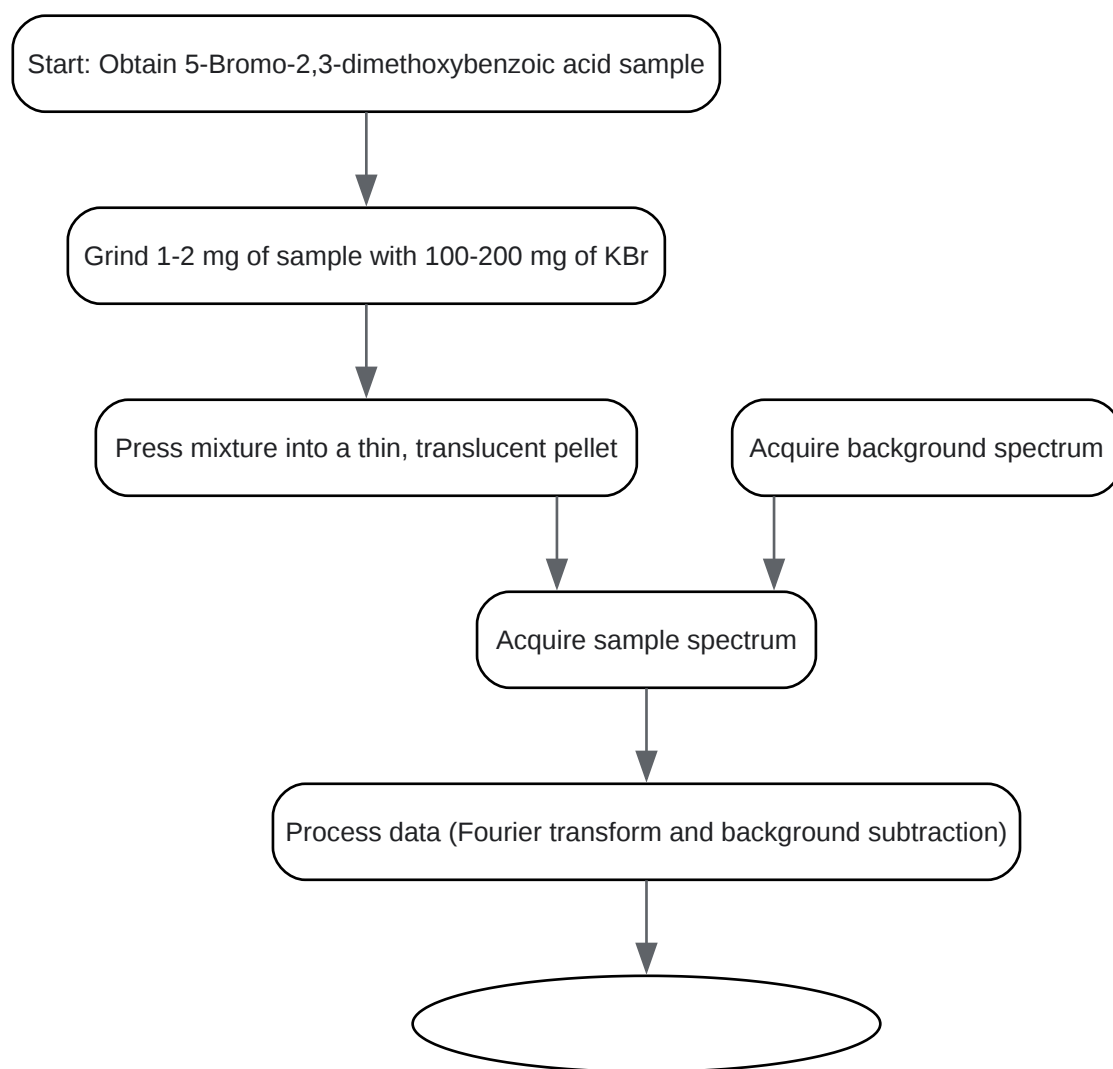 Start: Obtain 5-Bromo-2,3-dimethoxybenzoic acid sample
Grind 1-2 mg of sample with 100-200 mg of KBr
Press mixture into a thin, translucent pellet
Acquire background spectrum
Acquire sample spectrum
Process data (Fourier transform and background subtraction)